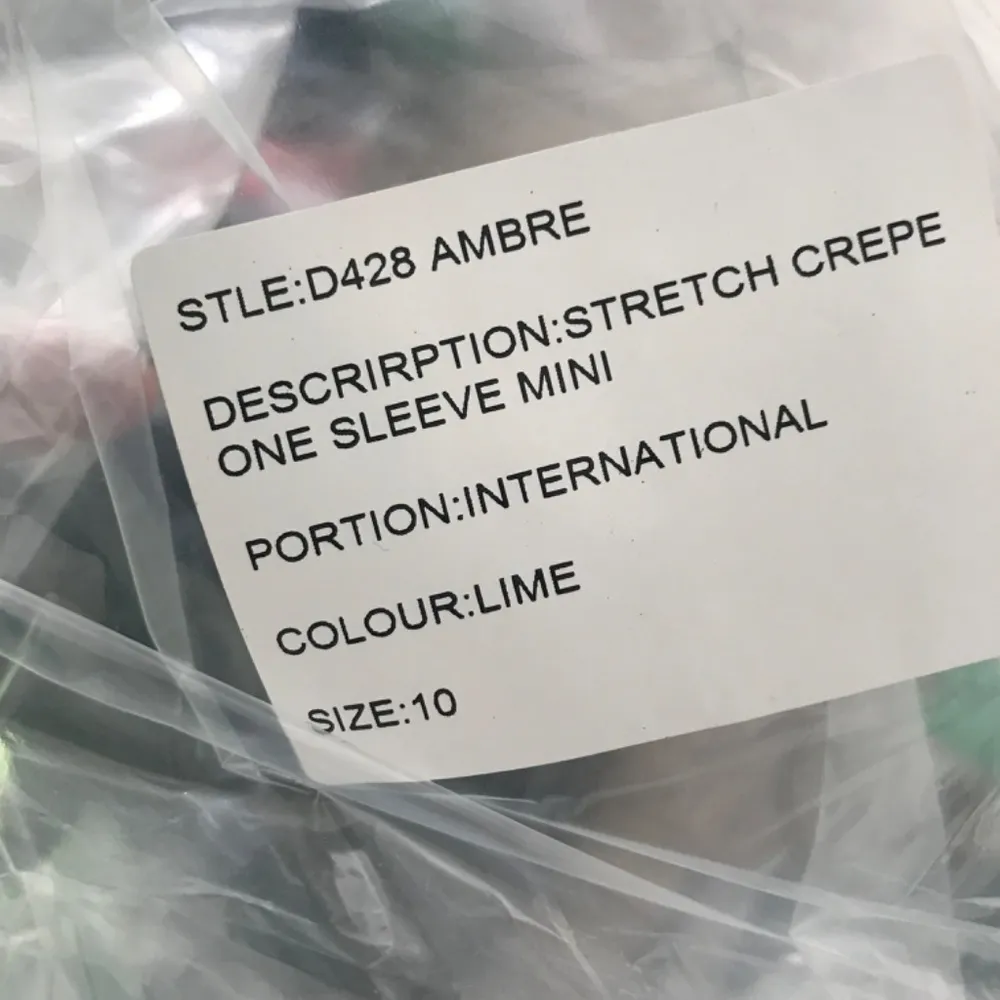 STLE:D428 AMBRE
DESCRIRPTION:STRETCH CREPE
ONE SLEEVE MINI
PORTION:INTERNATIONAL
COLOUR:LIME
SIZE:10